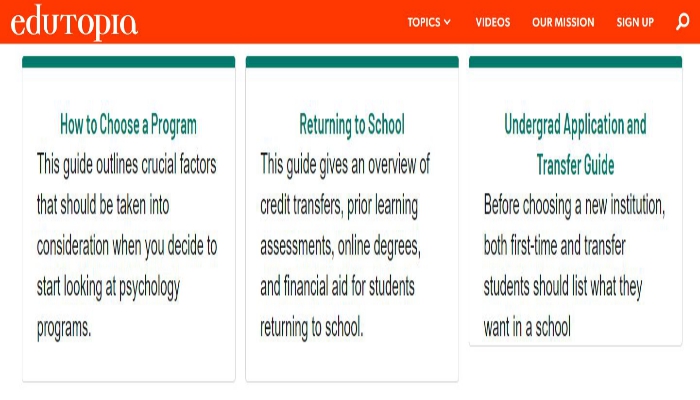 edutopia
TOPICS VIDEOS OUR MISSION SIGN UP
How to Choose a Program
This guide outlines crucial factors
that should be taken into
consideration when you decide to
start looking at psychology
programs.
Returning to School
This guide gives an overview of
credit transfers, prior learning
assessments, online degrees,
and financial aid for students
returning to school.
Undergrad Application and
Transfer Guide
Before choosing a new institution,
both first-time and transfer
students should list what they
want in a school